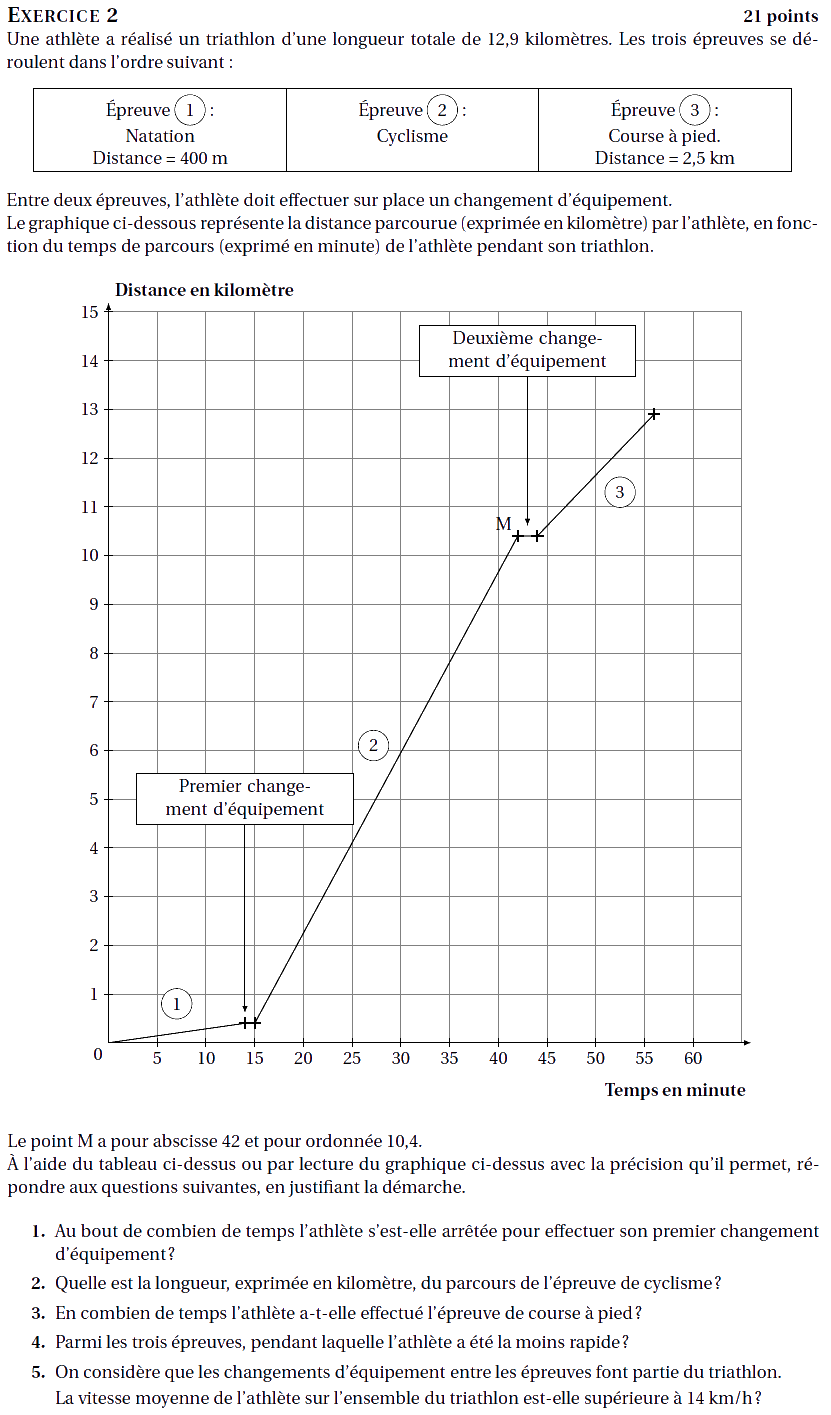 EXERCICE 2 21 points
Une athlète a réalisé un triathlon d'une longueur totale de 12,9 kilomètres. Les trois épreuves se dé-
roulent dans l'ordre suivant :
Épreuve 1 :
Natation
Distance = 400 m
Épreuve 2 :
Cyclisme
Épreuve 3 :
Course à pied.
Distance = 2,5 km
Entre deux épreuves, l'athlète doit effectuer sur place un changement d'équipement.
Le graphique ci-dessous représente la distance parcourue (exprimée en kilomètre) par l'athlète, en fonc-
tion du temps de parcours (exprimé en minute) de l'athlète pendant son triathlon.
Distance en kilomètre
15
14
13
12
11
10
9
8
7
6
5
4
3
2
1
0
Deuxième change-
ment d'équipement
3
M
2
Premier change-
ment d'équipement
1
5 10 15 20 25 30 35 40 45 50 55 60
Temps en minute
Le point M a pour abscisse 42 et pour ordonnée 10,4.
À l'aide du tableau ci-dessus ou par lecture du graphique ci-dessus avec la précision qu'il permet, ré-
pondre aux questions suivantes, en justifiant la démarche.
1. Au bout de combien de temps l'athlète s'est-elle arrêtée pour effectuer son premier changement
d'équipement ?
2. Quelle est la longueur, exprimée en kilomètre, du parcours de l'épreuve de cyclisme ?
3. En combien de temps l'athlète a-t-elle effectué l'épreuve de course à pied ?
4. Parmi les trois épreuves, pendant laquelle l'athlète a été la moins rapide ?
5. On considère que les changements d'équipement entre les épreuves font partie du triathlon.
La vitesse moyenne de l'athlète sur l'ensemble du triathlon est-elle supérieure à 14 km/h ?